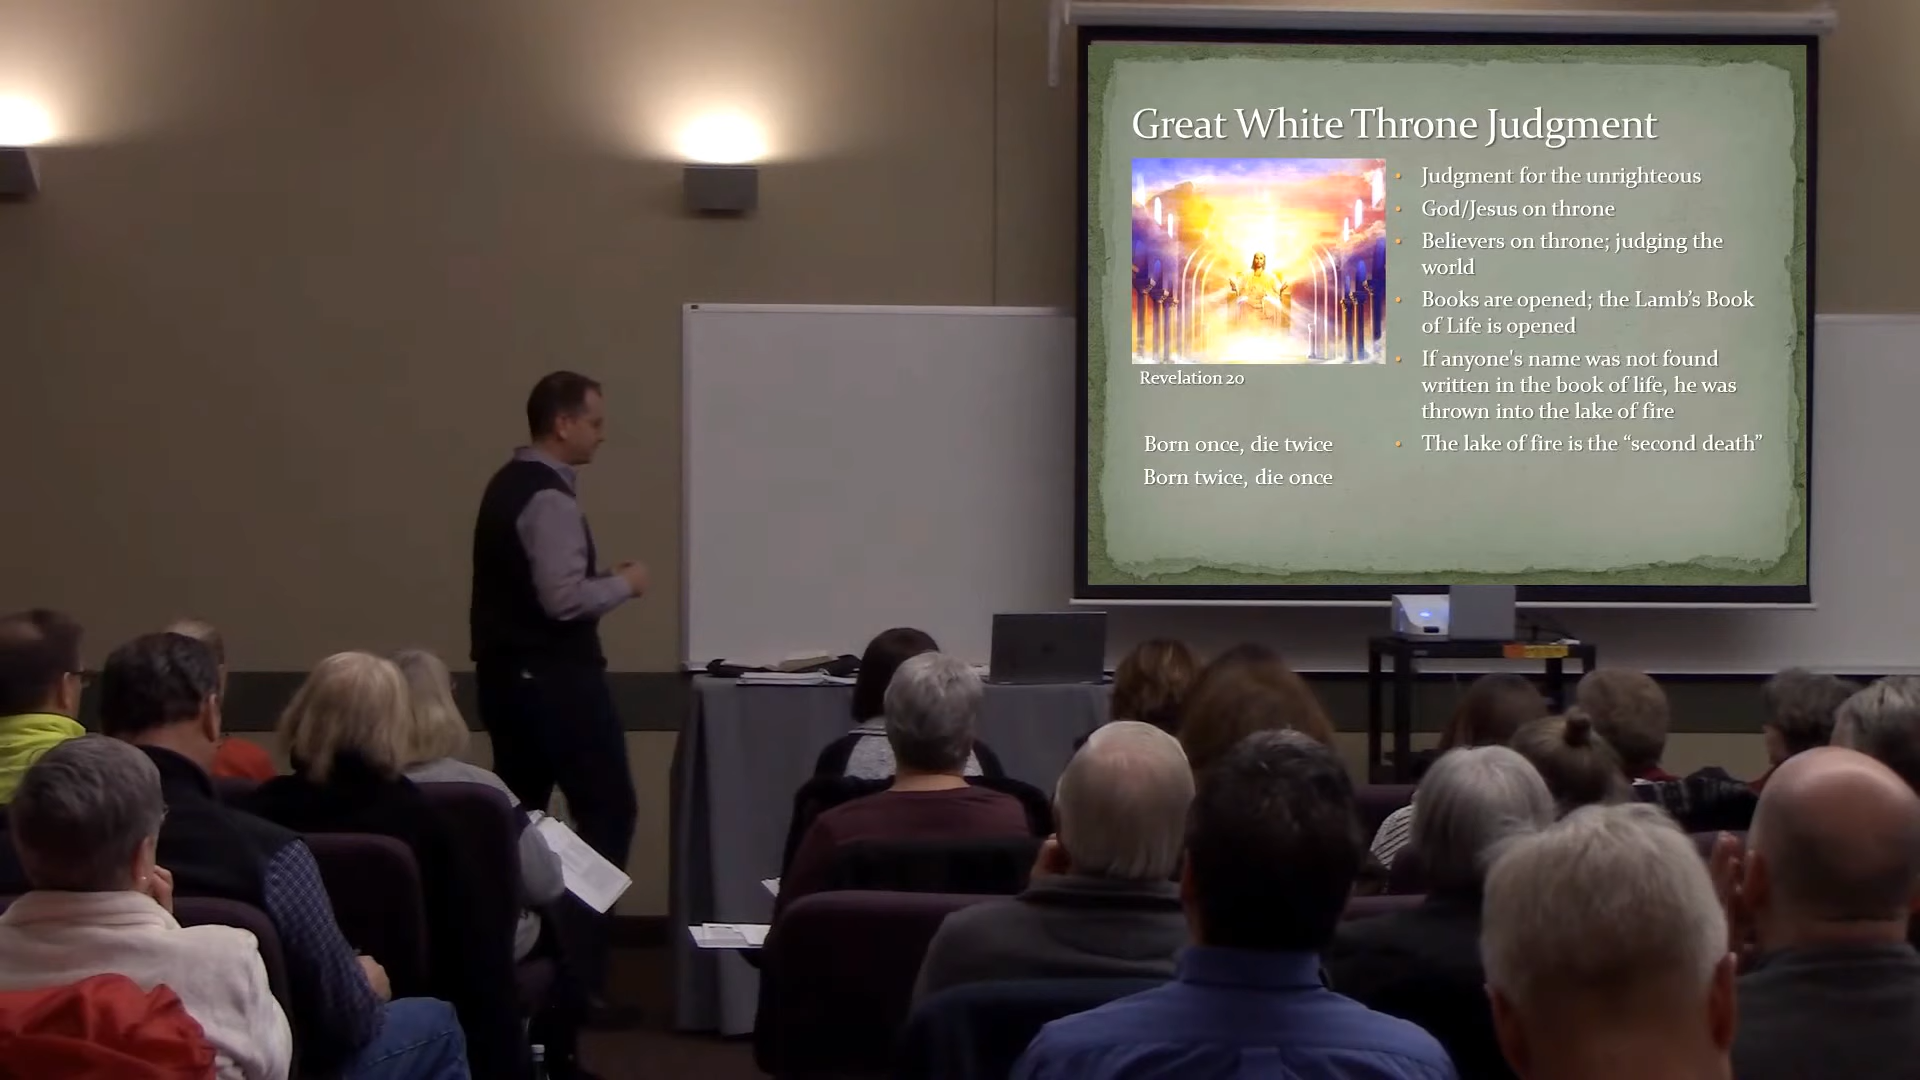 Great White Throne Judgment
Revelation 20
Born once, die twice
Born twice, die once
• Judgment for the unrighteous
• God/Jesus on throne
• Believers on throne; judging the
world
• Books are opened; the Lamb’s Book
of Life is opened
• If anyone's name was not found
written in the book of life, he was
thrown into the lake of fire
• The lake of fire is the “second death”